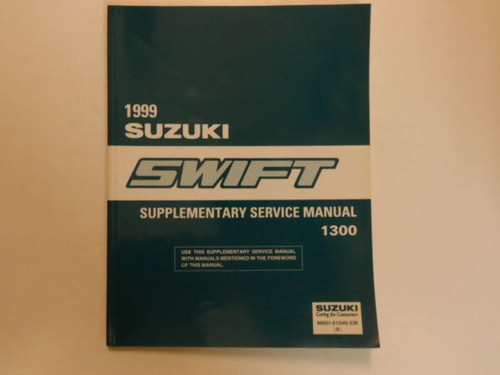 1999
SUZUKI
SWIFT
SUPPLEMENTARY SERVICE MANUAL
1300
USE THIS SUPPLEMENTARY SERVICE MANUAL
WITH MANUALS MENTIONED IN THE FOREWORD
OF THIS MANUAL.
SUZUKI
Caring for Customers